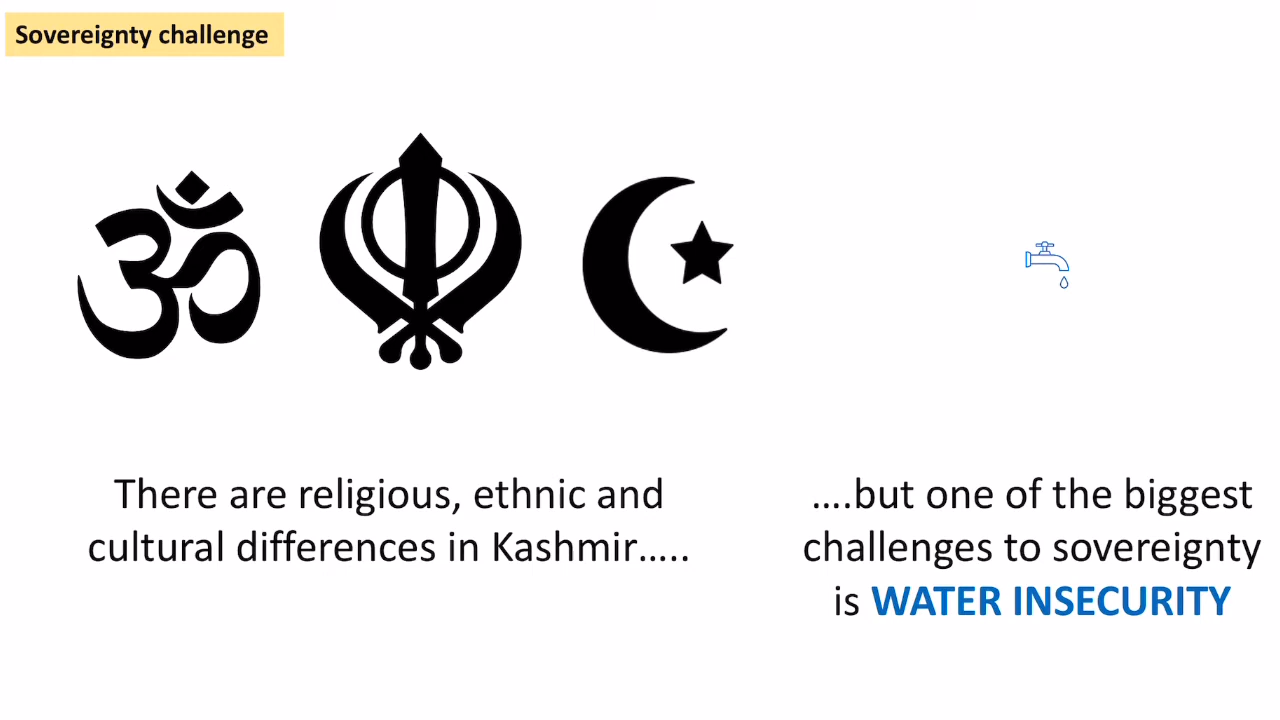 Sovereignty challenge
There are religious, ethnic and
cultural differences in Kashmir…..
….but one of the biggest
challenges to sovereignty
is WATER INSECURITY